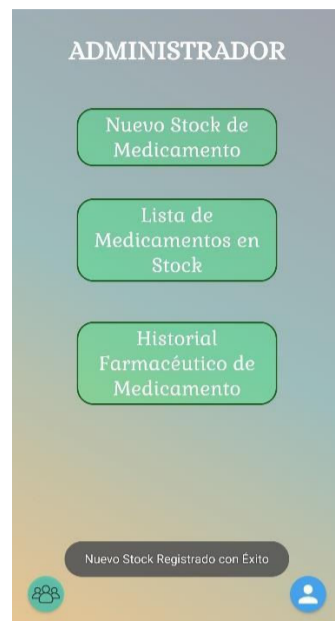 ADMINISTRADOR
Nuevo Stock de
Medicamento
Lista de
Medicamentos en
Stock
Historial
Farmacéutico de
Medicamento
Nuevo Stock Registrado con Éxito